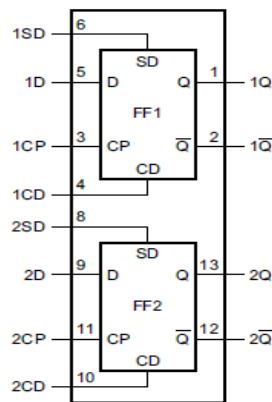 6
1SD
SD
1D 5 D Q 1 1Q
FF1
1CP 3 CP Q̅ 2 1Q̅
CD
4
1CD
8
2SD
SD
2D 9 D Q 13 2Q
FF2
2CP 11 CP Q̅ 12 2Q̅
CD
10
2CD